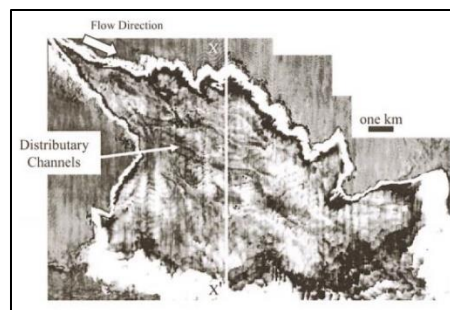 Flow Direction
X
one km
Distributary
Channels
X'